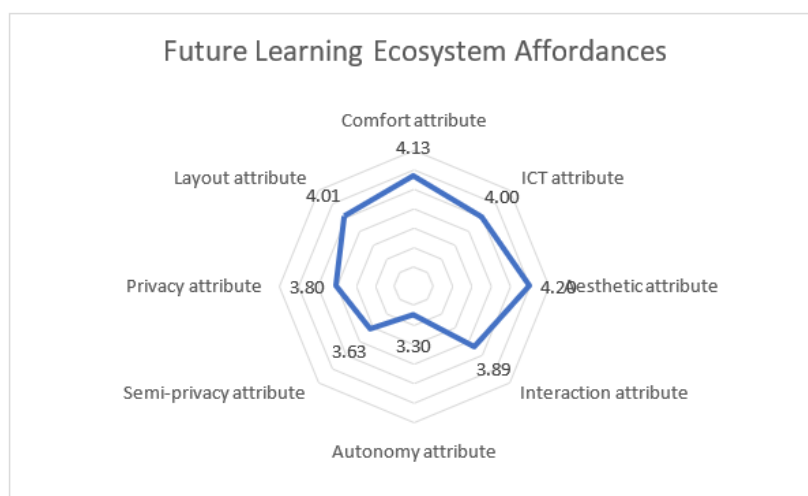 Future Learning Ecosystem Affordances
Comfort attribute
4.13
Layout attribute
4.01
ICT attribute
4.00
Privacy attribute
3.80
4.20
Aesthetic attribute
3.63
3.30
3.89
Semi-privacy attribute
Interaction attribute
Autonomy attribute